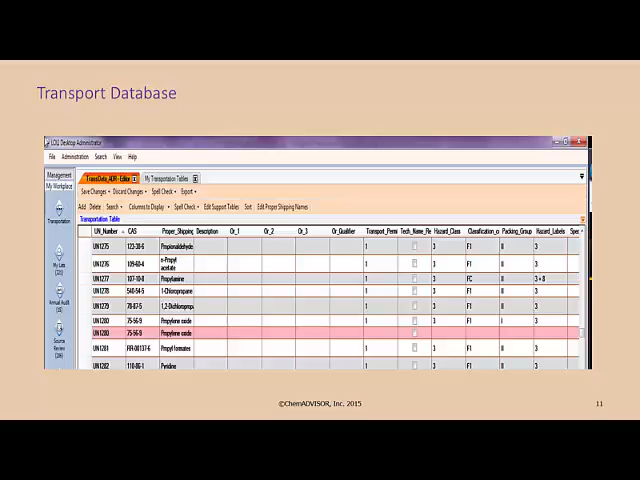 Transport Database
LOLI Desktop Administrator
File Administration Search View Help
Management
My Workplace
TransData_ADR - Editor
My Transportation Tables
Save Changes Discard Changes Spell Check Export
Add Delete Search Columns to Display Spell Check Edit Support Tables Sort Edit Proper Shipping Names
Transportation Table
UN_Number CAS Proper_Shipping Description Or_1 Or_2 Or_3 Or_Qualifier Transport_Permi Tech_Name_Re Hazard_Class Classification_c Packing_Group Hazard_Labels Spec
UN1275 123-38-6 Propionaldehyde 1 3 F1 II 3
UN1276 109-60-4 n-Propyl acetate 1 3 F1 II 3
UN1277 107-10-8 Propylamine 1 3 FC II 3 + 8
UN1278 540-54-5 1-Chloropropane 1 3 F1 II 3
UN1279 78-87-5 1,2-Dichloropropa 1 3 F1 II 3
UN1280 75-56-9 Propylene oxide 1 3 F1 I 3
UN1280 75-56-9 Propylene oxide
UN1281 RR-00137-6 Propyl formates 1 3 F1 II 3
UN1282 110-86-1 Pyridine 1 3 F1 II 3
Transportation
My Lists
Annual Audit
Source
Review
©ChemADVISOR, Inc. 2015
11